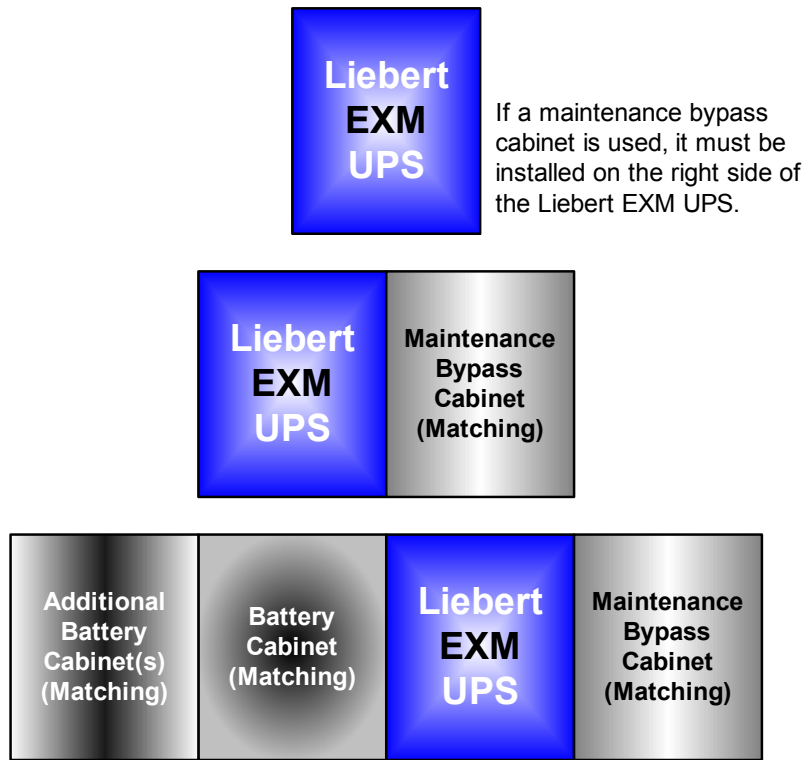 Liebert
EXM
UPS
If a maintenance bypass
cabinet is used, it must be
installed on the right side of
the Liebert EXM UPS.
Liebert
EXM
UPS
Maintenance
Bypass
Cabinet
(Matching)
Additional
Battery
Cabinet(s)
(Matching)
Battery
Cabinet
(Matching)
Liebert
EXM
UPS
Maintenance
Bypass
Cabinet
(Matching)